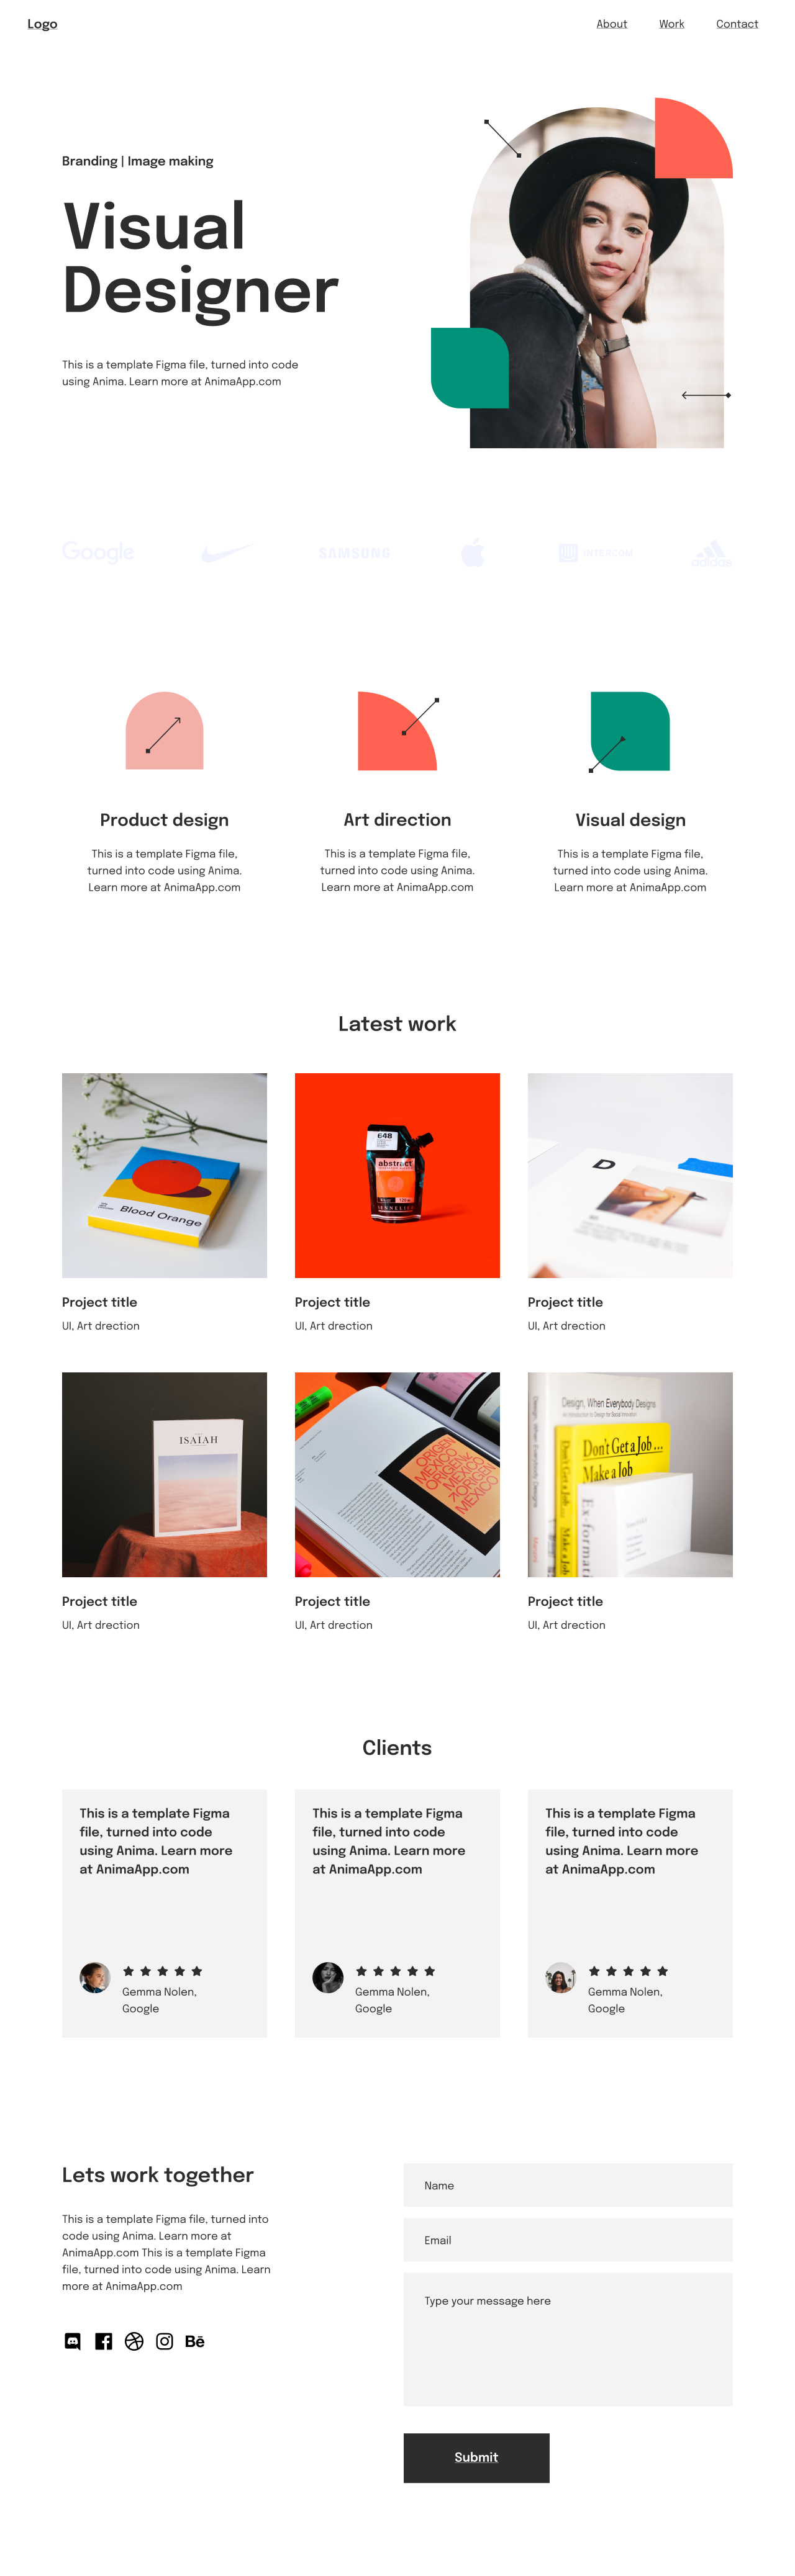 Logo
About
Work
Contact
Branding | Image making
Visual
Designer
This is a template Figma file, turned into code
using Anima. Learn more at AnimaApp.com
Google
SAMSUNG
INTERCOM
adidas
Product design
Art direction
Visual design
This is a template Figma file,
turned into code using Anima.
Learn more at AnimaApp.com
This is a template Figma file,
turned into code using Anima.
Learn more at AnimaApp.com
This is a template Figma file,
turned into code using Anima.
Learn more at AnimaApp.com
Latest work
Blood Orange
E48
abstract
SENNELIER
D
Project title
UI, Art drection
Project title
UI, Art drection
Project title
UI, Art drection
ISAIAH
ORIGIN
MEXICO
Design, When Everybody Designs
An Introduction to Design for Social Innovation
Don't Get a Job...
Make a Job
Project title
UI, Art drection
Project title
UI, Art drection
Project title
UI, Art drection
Clients
This is a template Figma
file, turned into code
using Anima. Learn more
at AnimaApp.com
Gemma Nolen,
Google
This is a template Figma
file, turned into code
using Anima. Learn more
at AnimaApp.com
Gemma Nolen,
Google
This is a template Figma
file, turned into code
using Anima. Learn more
at AnimaApp.com
Gemma Nolen,
Google
Lets work together
This is a template Figma file, turned into
code using Anima. Learn more at
AnimaApp.com This is a template Figma
file, turned into code using Anima. Learn
more at AnimaApp.com
Bē
Name
Email
Type your message here
Submit